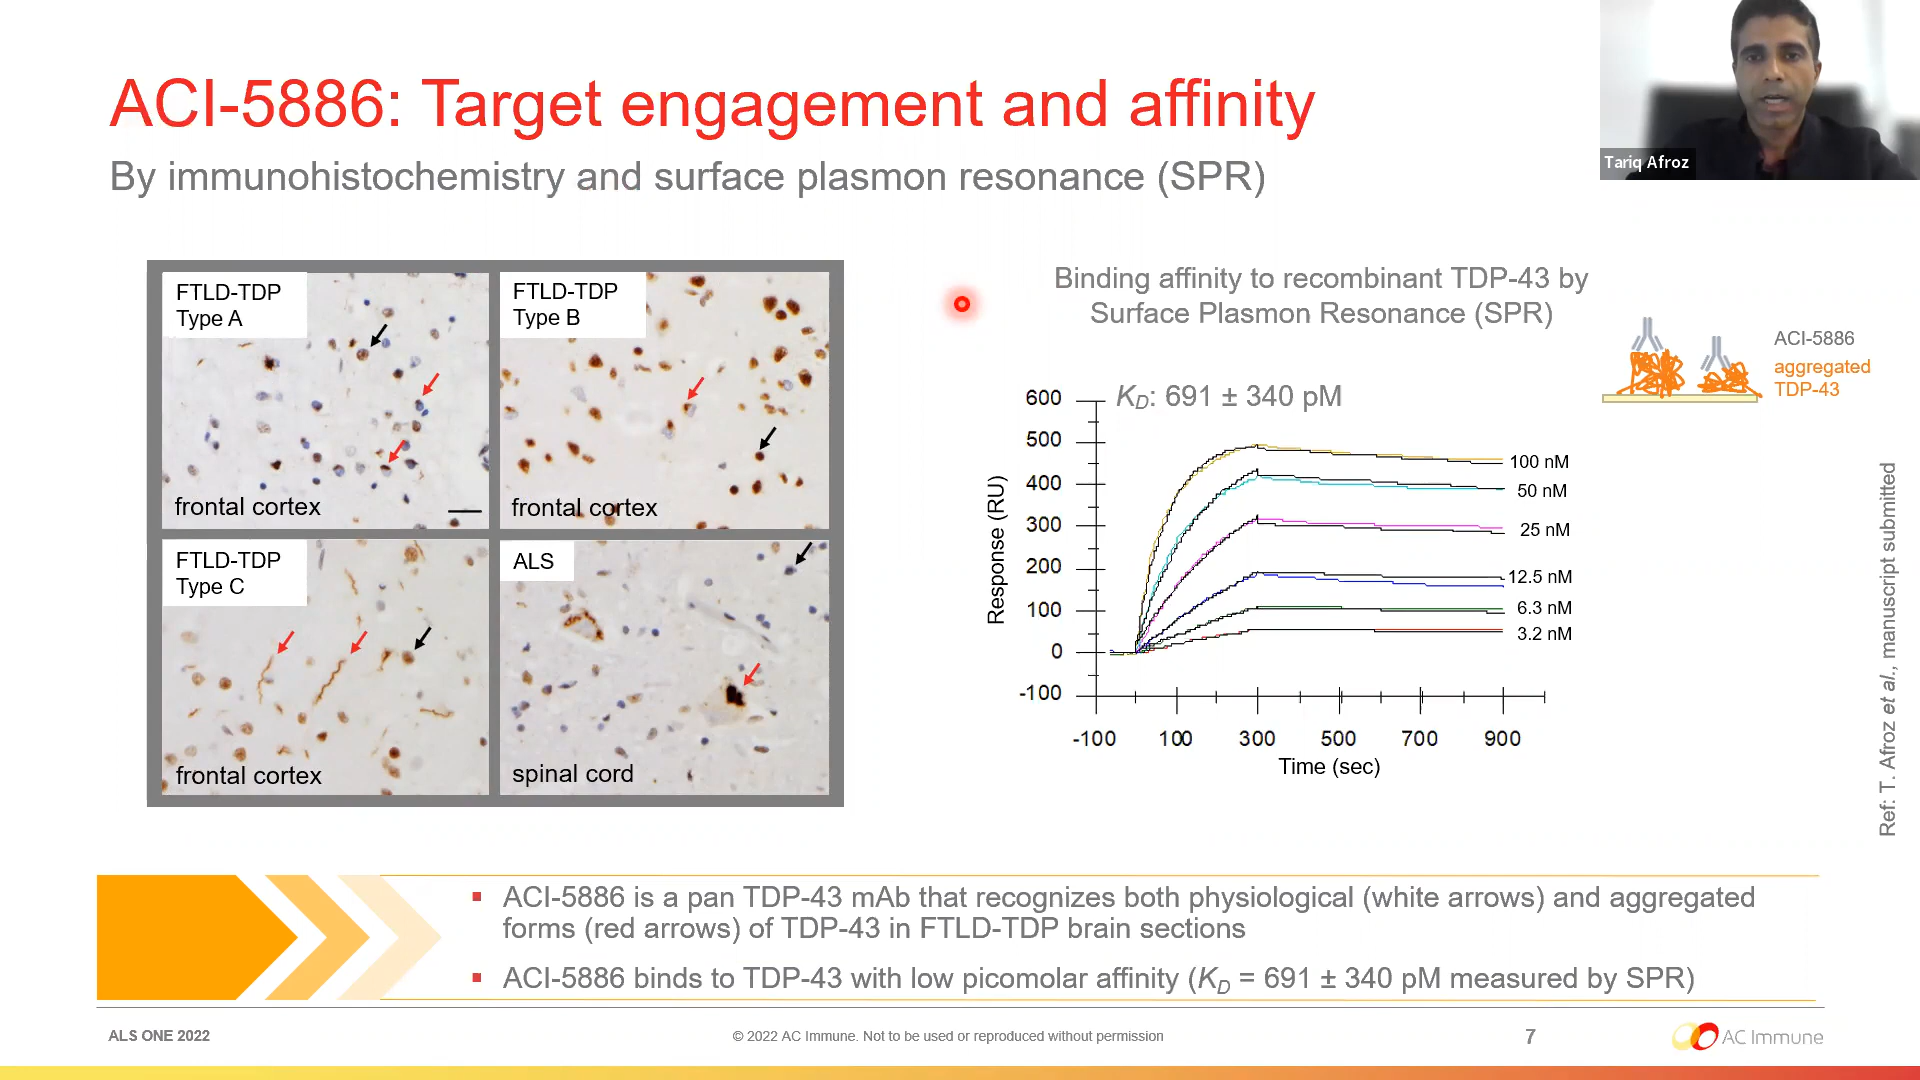 ACI-5886: Target engagement and affinity
By immunohistochemistry and surface plasmon resonance (SPR)
Tariq Afroz
FTLD-TDP
Type A
frontal cortex
FTLD-TDP
Type B
frontal cortex
FTLD-TDP
Type C
frontal cortex
ALS
spinal cord
Binding affinity to recombinant TDP-43 by
Surface Plasmon Resonance (SPR)
ACI-5886
aggregated
TDP-43
KD: 691 ± 340 pM
Response (RU)
600
500
400
300
200
100
0
-100
100 nM
50 nM
25 nM
12.5 nM
6.3 nM
3.2 nM
-100 100 300 500 700 900
Time (sec)
Ref: T. Afroz et al., manuscript submitted
▪ ACI-5886 is a pan TDP-43 mAb that recognizes both physiological (white arrows) and aggregated
forms (red arrows) of TDP-43 in FTLD-TDP brain sections
▪ ACI-5886 binds to TDP-43 with low picomolar affinity (KD = 691 ± 340 pM measured by SPR)
ALS ONE 2022
© 2022 AC Immune. Not to be used or reproduced without permission
7
AC Immune